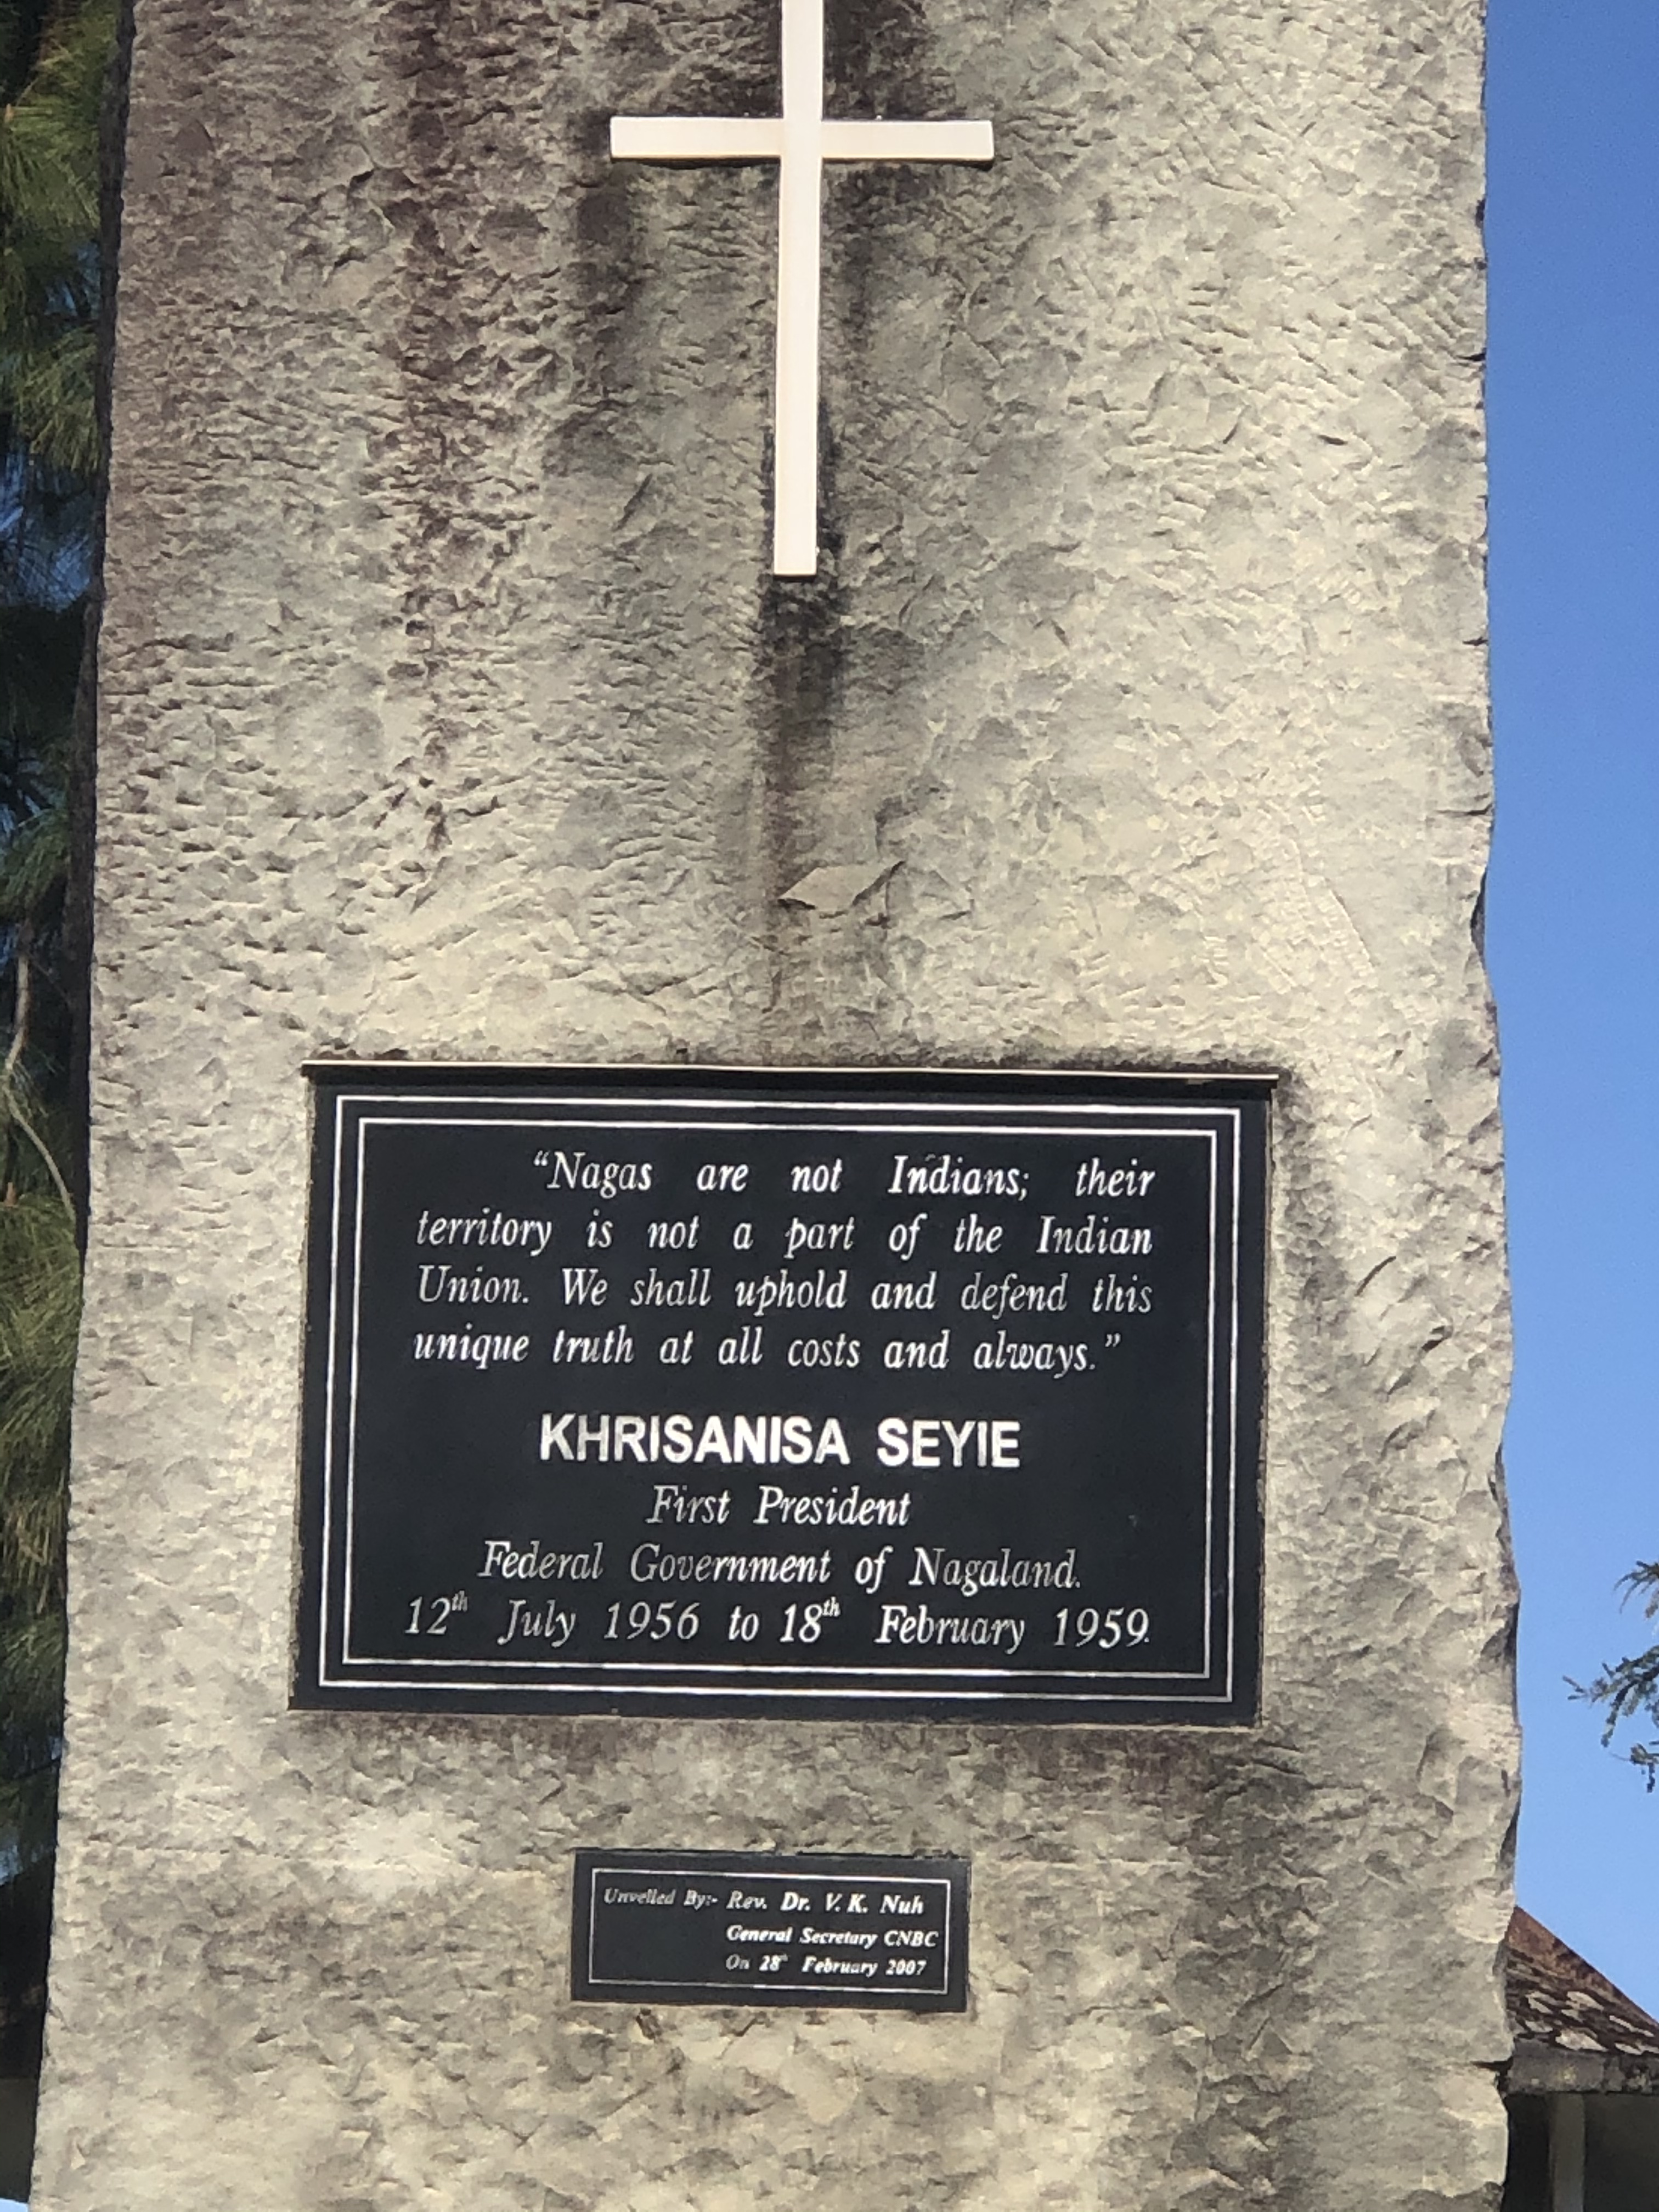 “Nagas are not Indians; their
territory is not a part of the Indian
Union. We shall uphold and defend this
unique truth at all costs and always.”
KHRISANISA SEYIE
First President
Federal Government of Nagaland.
12th July 1956 to 18th February 1959.
Unveiled By:- Rev. Dr. V. K. Nuh
General Secretary CNBC
On 28th February 2007